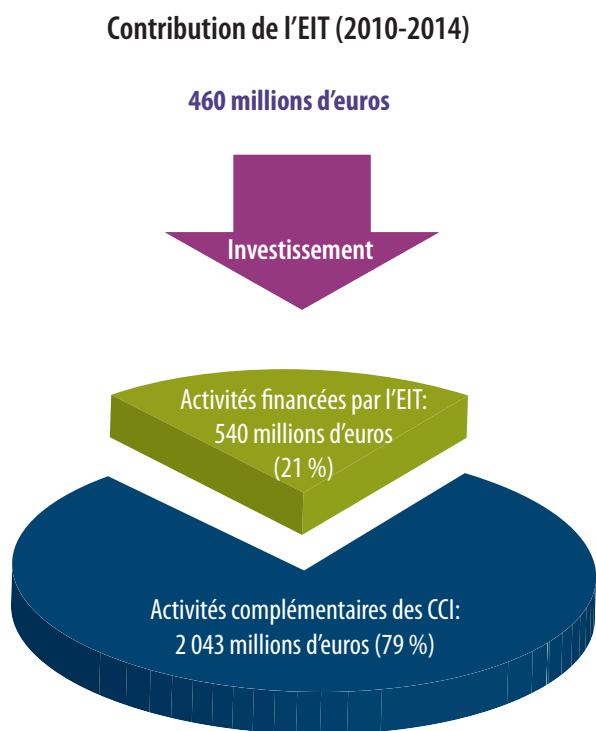 Contribution de l’EIT (2010-2014)
460 millions d’euros
Investissement
Activités financées par l’EIT:
540 millions d’euros
(21 %)
Activités complémentaires des CCI:
2 043 millions d’euros (79 %)